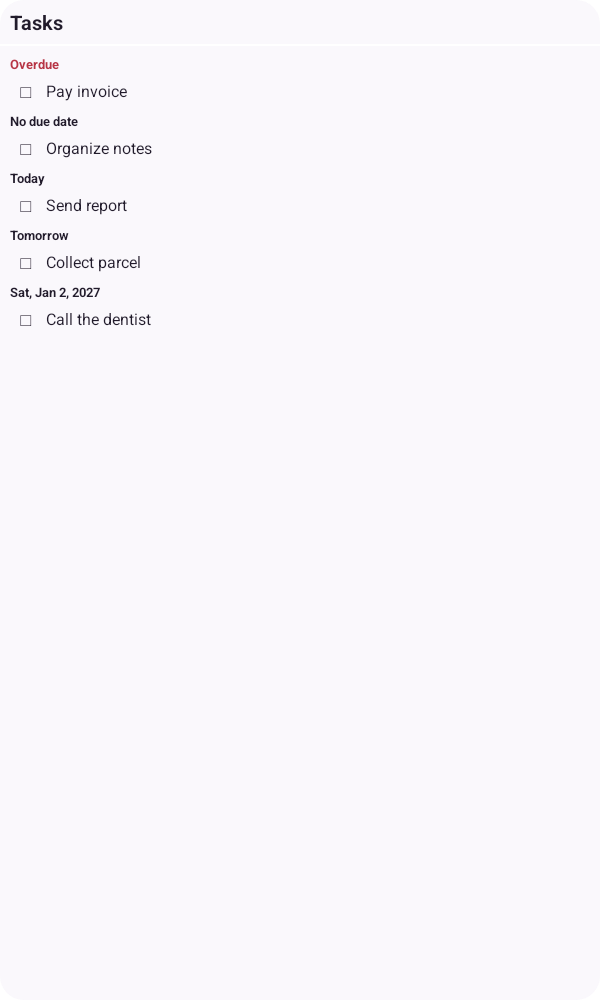 Tasks
Overdue
Pay invoice
No due date
Organize notes
Today
Send report
Tomorrow
Collect parcel
Sat, Jan 2, 2027
Call the dentist